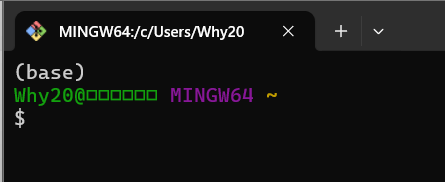 MINGW64:/c/Users/Why20
(base)
Why20@□□□□□□ MINGW64 ~
$